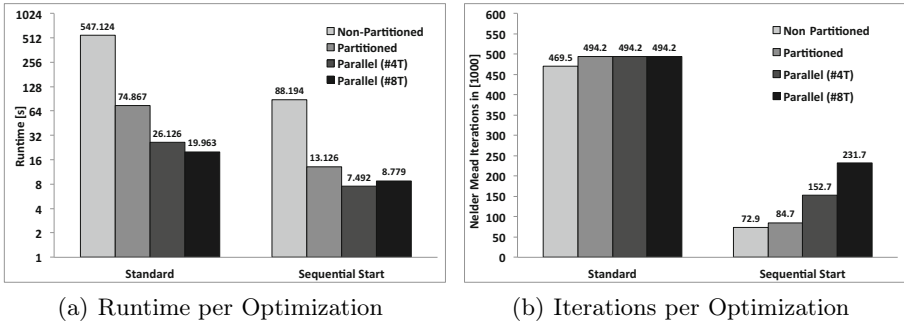 1024
512
256
128
64
32
16
8
4
2
1
Runtime [s]
547.124
74.867
26.126
19.963
88.194
13.126
7.492
8.779
Non-Partitioned
Partitioned
Parallel (#4T)
Parallel (#8T)
Standard
Sequential Start
(a) Runtime per Optimization
600
550
500
450
400
350
300
250
200
150
100
50
0
Nelder Mead Iterations in [1000]
469.5
494.2
494.2
494.2
72.9
84.7
152.7
231.7
Non Partitioned
Partitioned
Parallel (#4T)
Parallel (#8T)
Standard
Sequential Start
(b) Iterations per Optimization